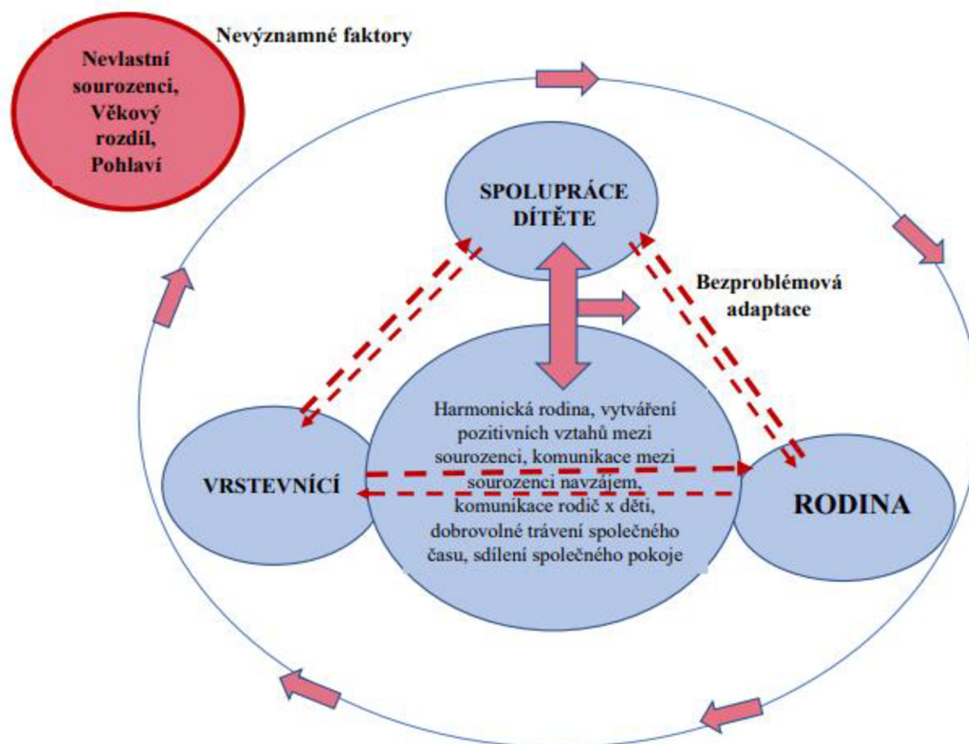 Nevýznamné faktory
Nevlastní
sourozenci,
Věkový
rozdíl,
Pohlaví
SPOLUPRÁCE
DÍTĚTE
Bezproblémová
adaptace
Harmonická rodina, vytváření
pozitivních vztahů mezi
sourozenci, komunikace mezi
sourozenci navzájem,
komunikace rodič x děti,
dobrovolné trávení společného
času, sdílení společného pokoje
VRSTEVNÍCÍ
RODINA